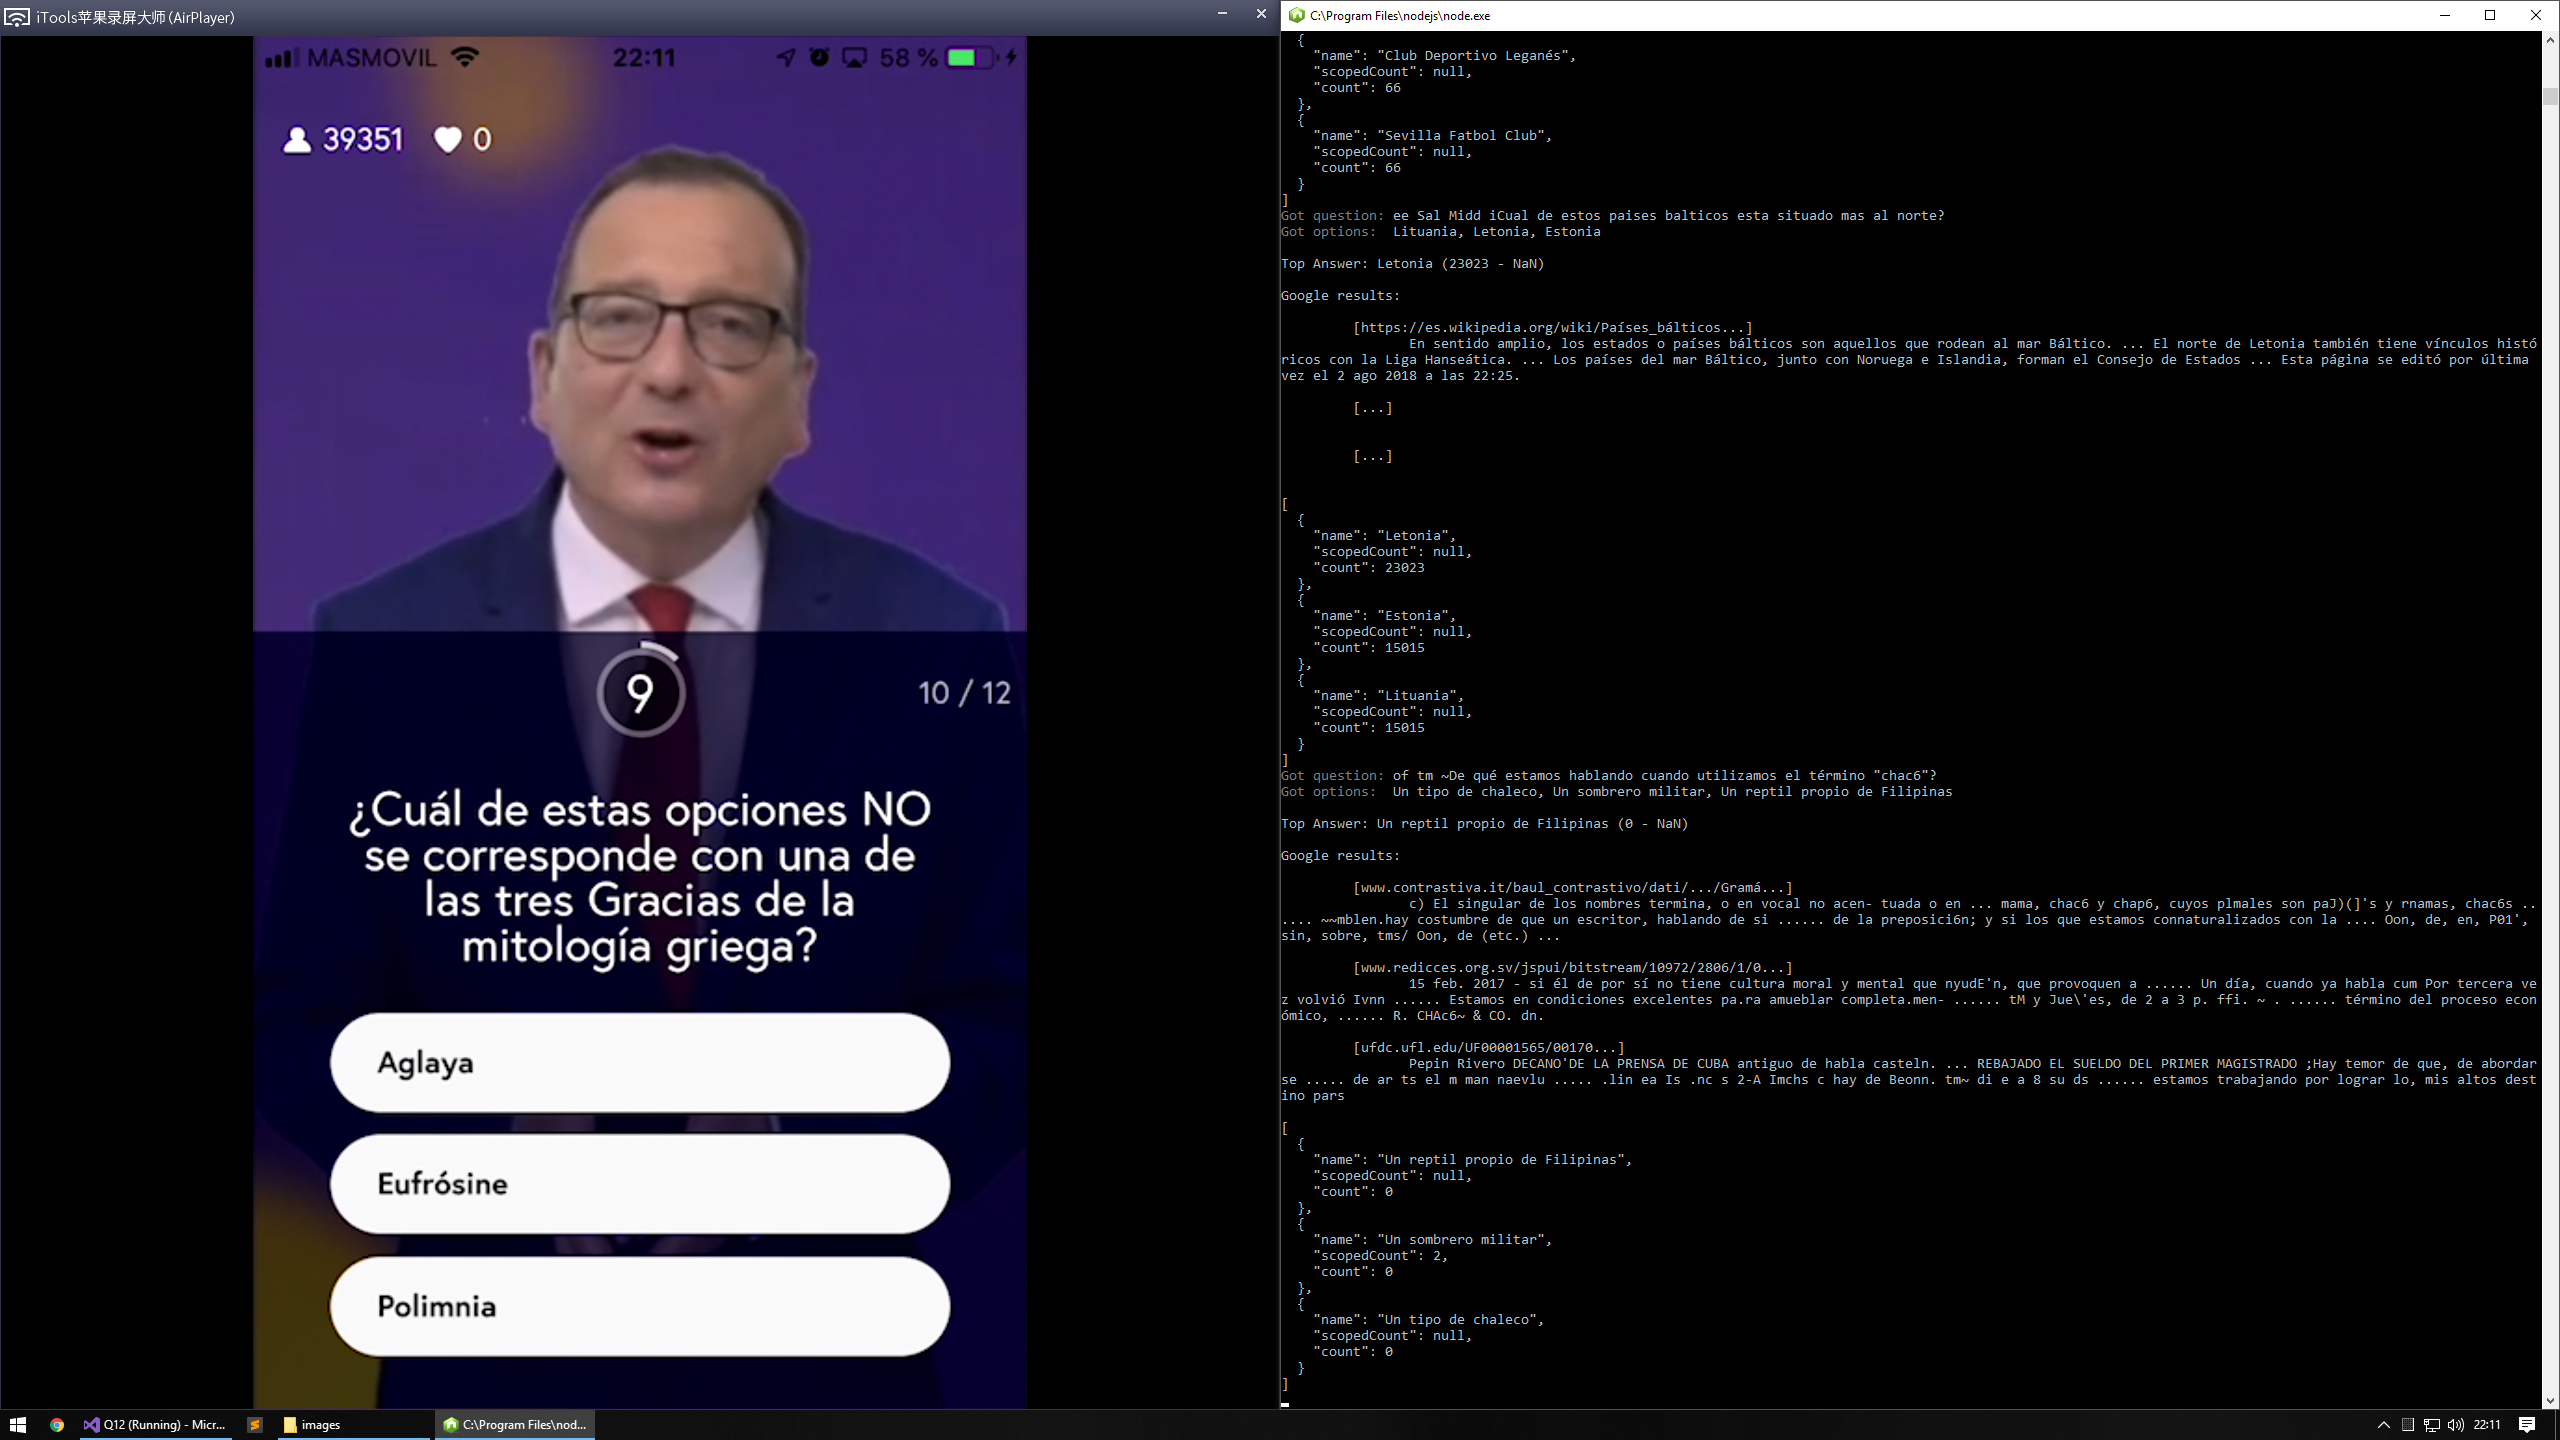 iTools苹果录屏大师 (AirPlayer)
MASMOVIL
22:11
58 %
39351
0
9
10 / 12
¿Cuál de estas opciones NO
se corresponde con una de
las tres Gracias de la
mitología griega?
Aglaya
Eufrósine
Polimnia
C:\Program Files\nodejs\node.exe
{
"name": "Club Deportivo Leganés",
"scopedCount": null,
"count": 66
},
{
"name": "Sevilla Fatbol Club",
"scopedCount": null,
"count": 66
}
]
Got question: ee Sal Midd iCual de estos paises balticos esta situado mas al norte?
Got options:  Lituania, Letonia, Estonia
Top Answer: Letonia (23023 - NaN)
Google results:
[https://es.wikipedia.org/wiki/Países_bálticos...]
En sentido amplio, los estados o países bálticos son aquellos que rodean al mar Báltico. ... El norte de Letonia también tiene vínculos histó
ricos con la Liga Hanseática. ... Los países del mar Báltico, junto con Noruega e Islandia, forman el Consejo de Estados ... Esta página se editó por última
vez el 2 ago 2018 a las 22:25.
[...]
[...]
[
{
"name": "Letonia",
"scopedCount": null,
"count": 23023
},
{
"name": "Estonia",
"scopedCount": null,
"count": 15015
},
{
"name": "Lituania",
"scopedCount": null,
"count": 15015
}
]
Got question: of tm ~De qué estamos hablando cuando utilizamos el término "chac6"?
Got options:  Un tipo de chaleco, Un sombrero militar, Un reptil propio de Filipinas
Top Answer: Un reptil propio de Filipinas (0 - NaN)
Google results:
[www.contrastiva.it/baul_contrastivo/dati/.../Gramá...]
c) El singular de los nombres termina, o en vocal no acen- tuada o en ... mama, chac6 y chap6, cuyos plmales son paJ)(]'s y rnamas, chac6s ..
.... ~~mblen.hay costumbre de que un escritor, hablando de si ...... de la preposici6n; y si los que estamos connaturalizados con la .... Oon, de, en, P01',
sin, sobre, tms/ Oon, de (etc.) ...
[www.redicces.org.sv/jspui/bitstream/10972/2806/1/0...]
15 feb. 2017 - si él de por sí no tiene cultura moral y mental que nyudE'n, que provoquen a ...... Un día, cuando ya habla cum Por tercera ve
z volvió Ivnn ...... Estamos en condiciones excelentes pa.ra amueblar completa.men- ...... tM y Jue\'es, de 2 a 3 p. ffi. ~ . ...... término del proceso econ
ómico, ...... R. CHAc6~ & CO. dn.
[ufdc.ufl.edu/UF00001565/00170...]
Pepin Rivero DECANO'DE LA PRENSA DE CUBA antiguo de habla casteln. ... REBAJADO EL SUELDO DEL PRIMER MAGISTRADO ;Hay temor de que, de abordar
se ..... de ar ts el m man naevlu ..... .lin ea Is .nc s 2-A Imchs c hay de Beonn. tm~ di e a 8 su ds ...... estamos trabajando por lograr lo, mis altos dest
ino pars
[
{
"name": "Un reptil propio de Filipinas",
"scopedCount": null,
"count": 0
},
{
"name": "Un sombrero militar",
"scopedCount": 2,
"count": 0
},
{
"name": "Un tipo de chaleco",
"scopedCount": null,
"count": 0
}
]
Q12 (Running) - Micr...
images
C:\Program Files\nod...
22:11